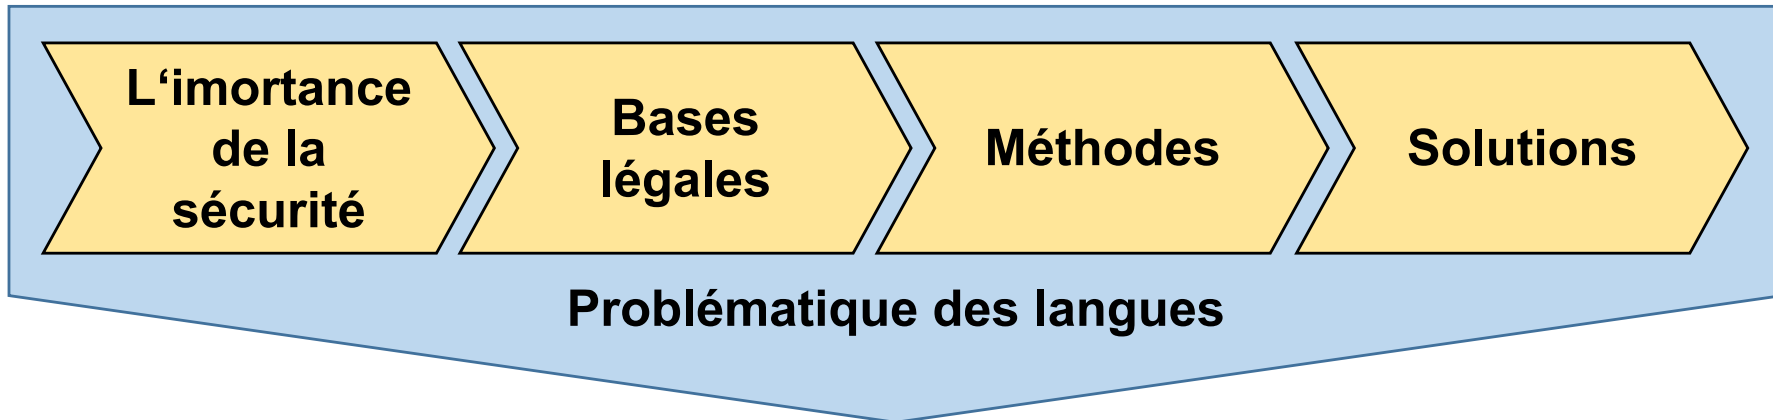 L‘imortance
de la
sécurité
Bases
légales
Méthodes
Solutions
Problématique des langues